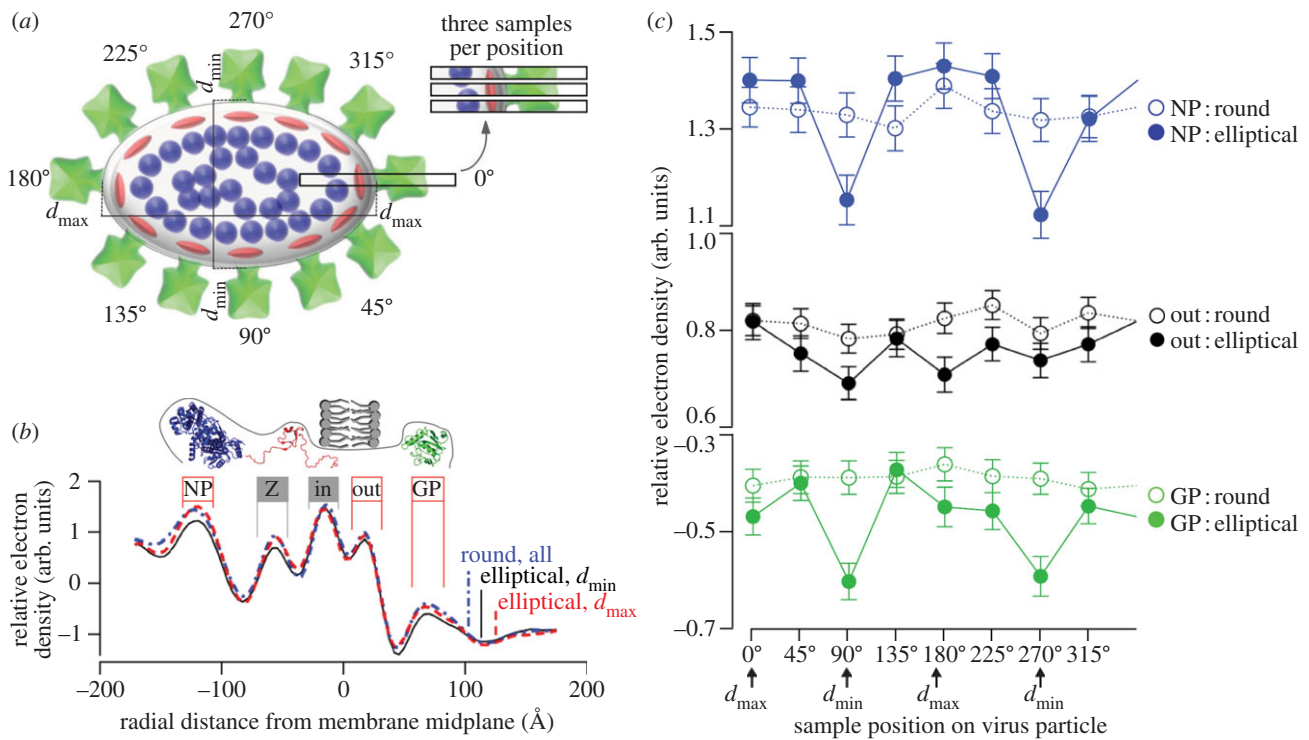 (a)
270°
225°
315°
180°
0°
135°
45°
90°
d_min
d_min
d_max
d_max
three samples
per position
(b)
NP
Z
in
out
GP
round, all
elliptical, d_min
elliptical, d_max
2
1
0
−1
relative electron
density (arb. units)
−200
−100
0
100
200
radial distance from membrane midplane (Å)
(c)
1.5
1.3
1.1
1.0
0.8
0.6
−0.3
−0.5
−0.7
relative electron density (arb. units)
NP : round
NP : elliptical
out : round
out : elliptical
GP : round
GP : elliptical
0° 45° 90° 135° 180° 225° 270° 315°
d_max d_min d_max d_min
sample position on virus particle